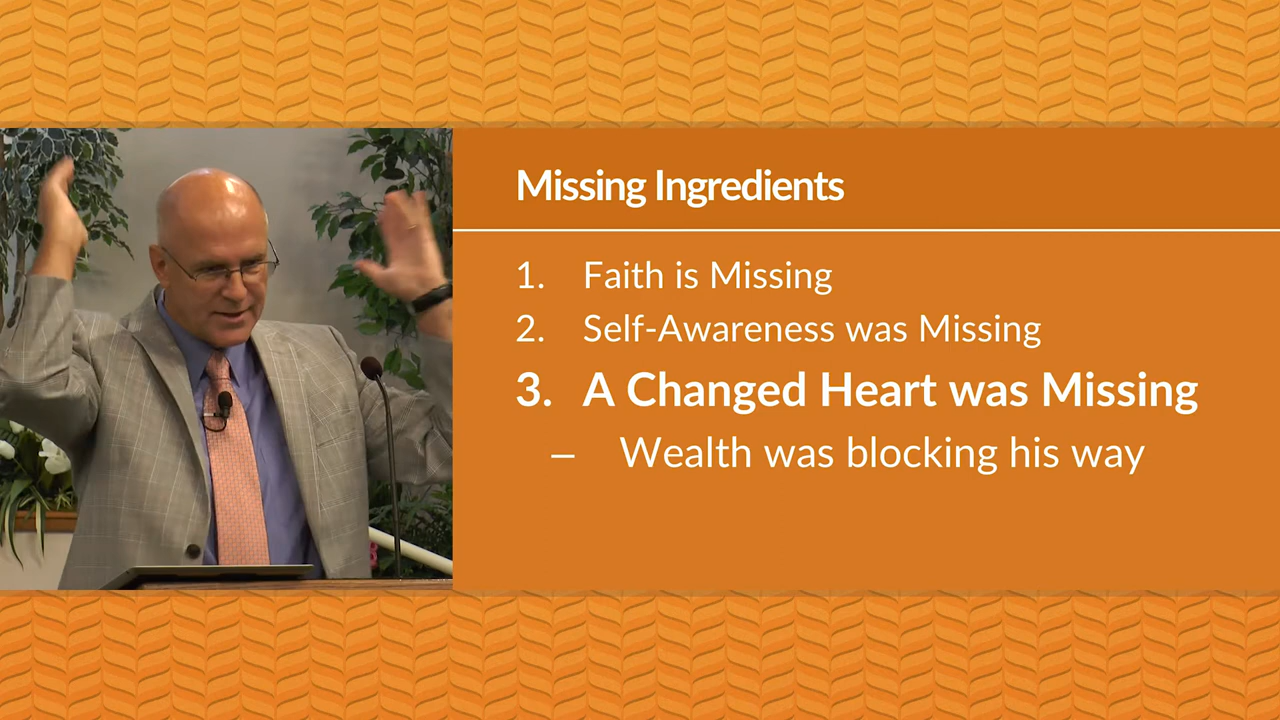 Missing Ingredients
1. Faith is Missing
2. Self-Awareness was Missing
3. A Changed Heart was Missing
– Wealth was blocking his way